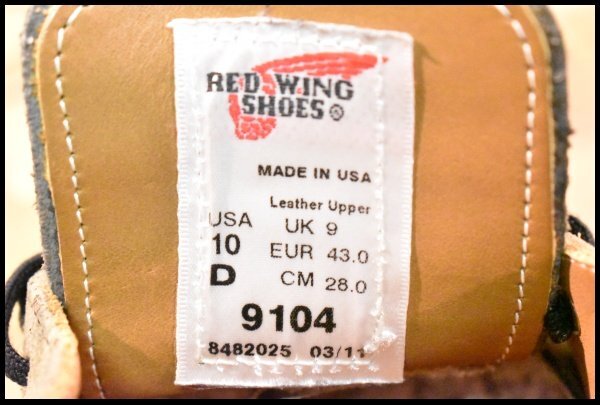 RED WING
SHOES®
MADE IN USA
Leather Upper
USA UK 9
10 EUR 43.0
D CM 28.0
9104
8482025 03/11